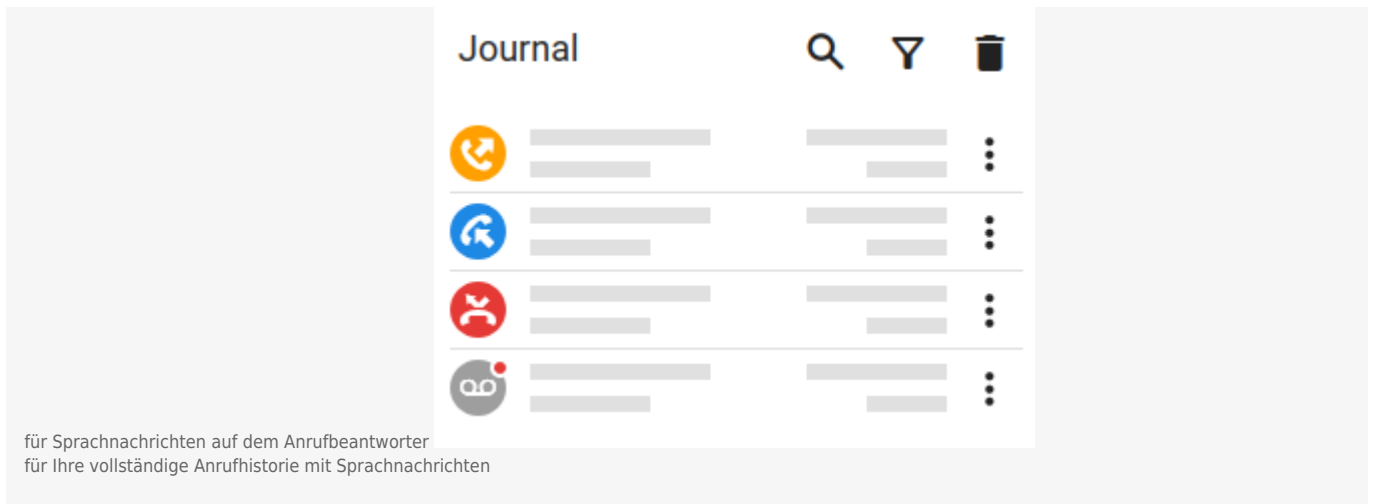 Journal
für Sprachnachrichten auf dem Anrufbeantworter
für Ihre vollständige Anrufhistorie mit Sprachnachrichten